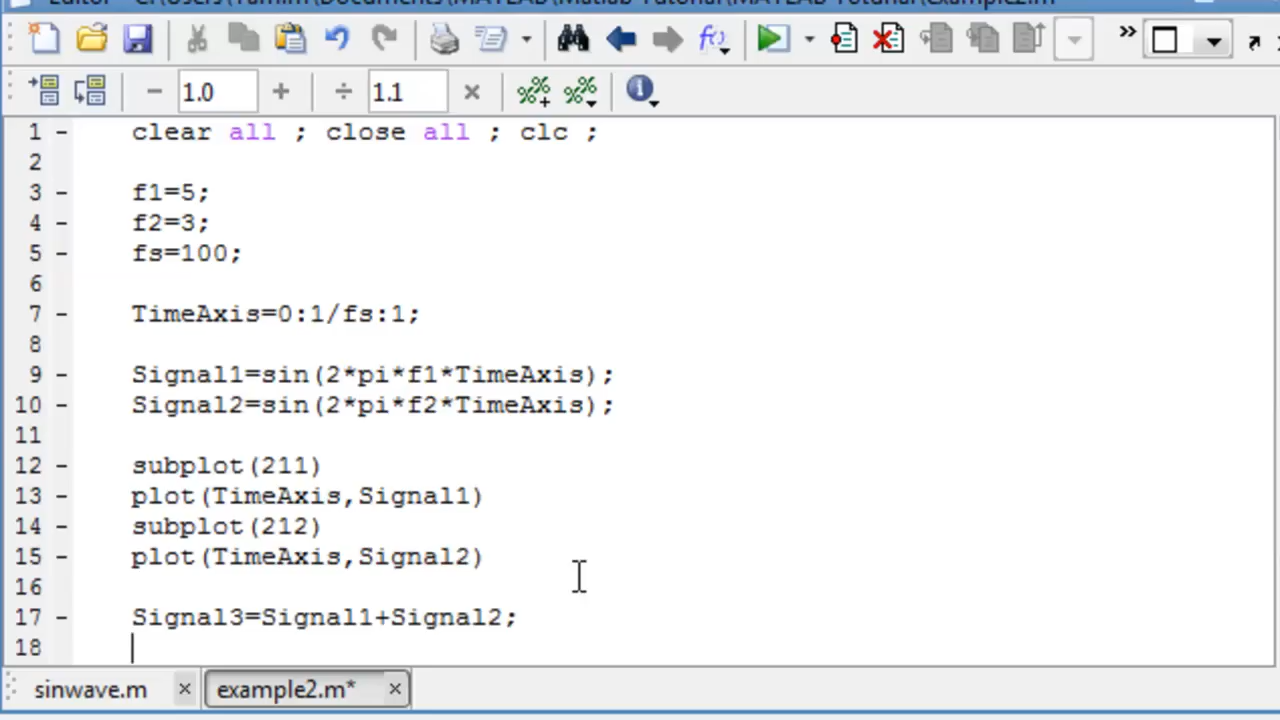 1.0
1.1
1 - clear all ; close all ; clc ;
2
3 - f1=5;
4 - f2=3;
5 - fs=100;
6
7 - TimeAxis=0:1/fs:1;
8
9 - Signal1=sin(2*pi*f1*TimeAxis);
10 - Signal2=sin(2*pi*f2*TimeAxis);
11
12 - subplot(211)
13 - plot(TimeAxis,Signal1)
14 - subplot(212)
15 - plot(TimeAxis,Signal2)
16
17 - Signal3=Signal1+Signal2;
18
sinwave.m
example2.m*